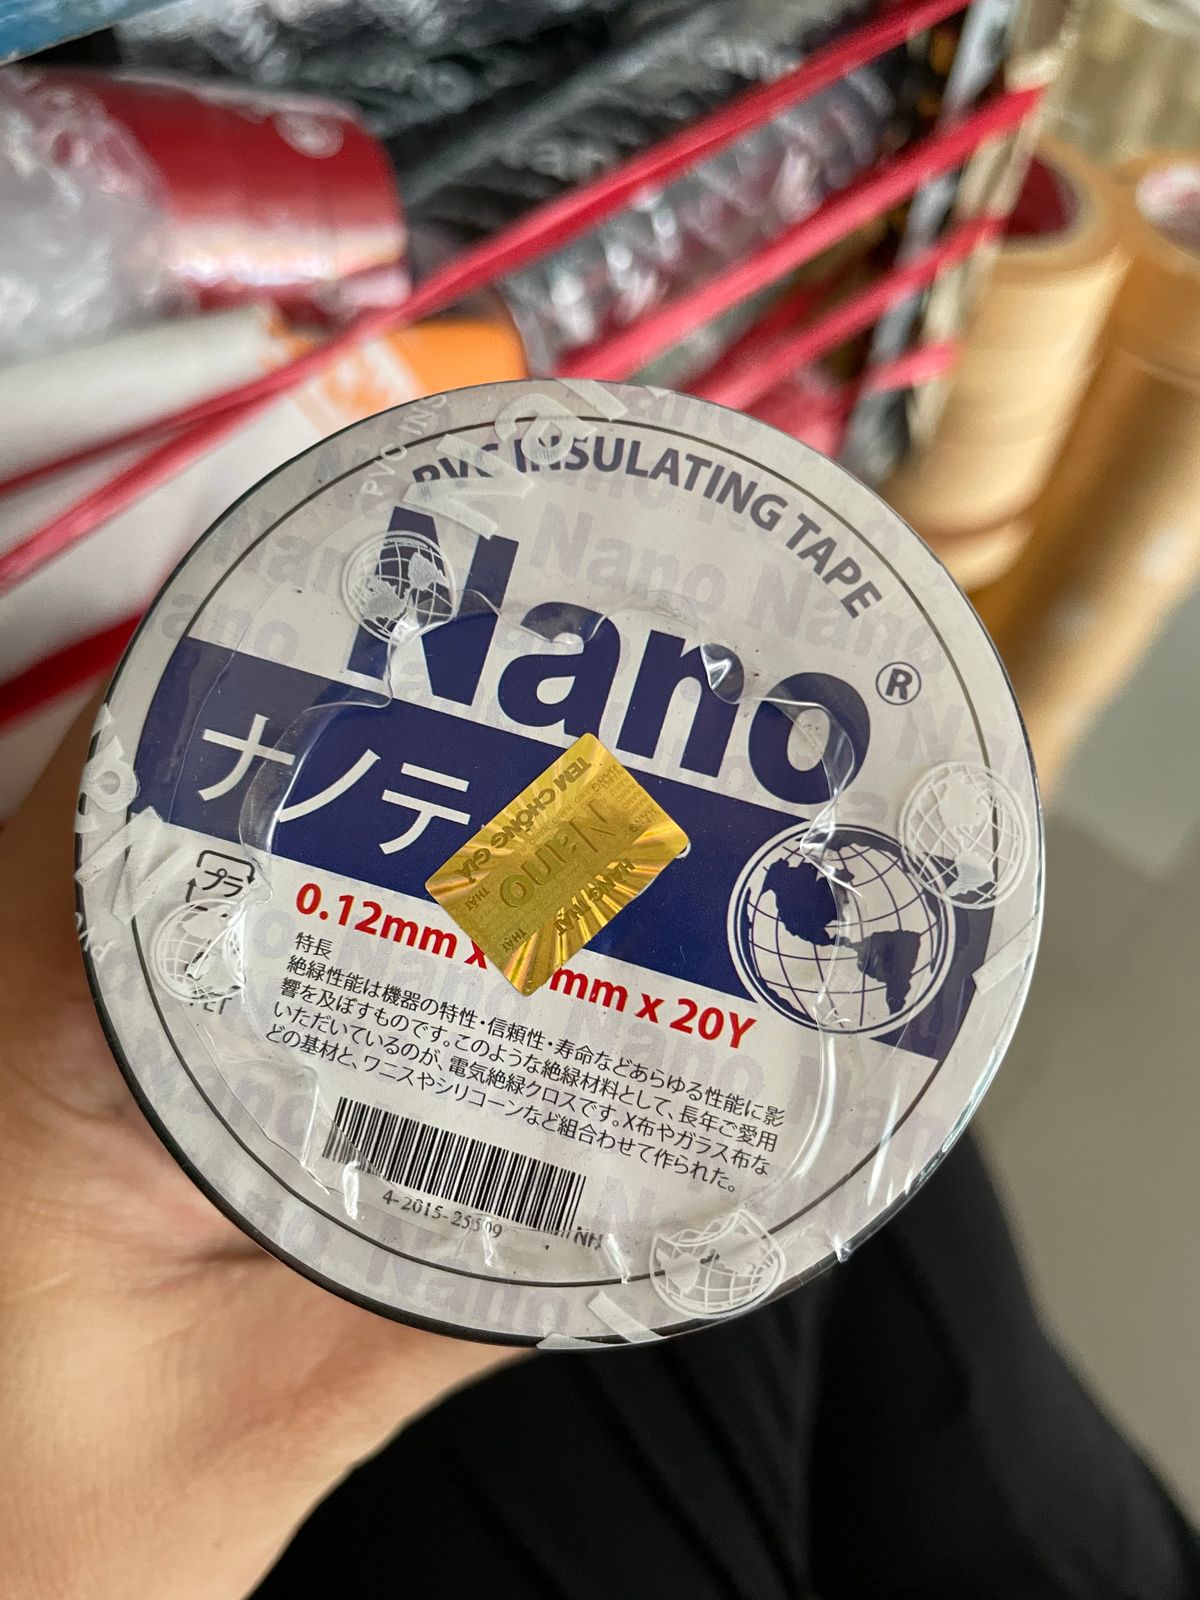 PVC INSULATING TAPE
Nano®
ナノテ
プラ
PET
0.12mm x mm x 20Y
特長
絶縁性能は機器の特性・信頼性・寿命などあらゆる性能に影
響を及ぼすものです。このような絶縁材料として、長年ご愛用
いただいているのが、電気絶縁クロスです。X布やガラス布な
どの基材と、ワニスやシリコーンなど組合わせて作られた。
4-2015-25509
NH
TEM CHỐNG GIẢ
Nano
HÀNG THẬT